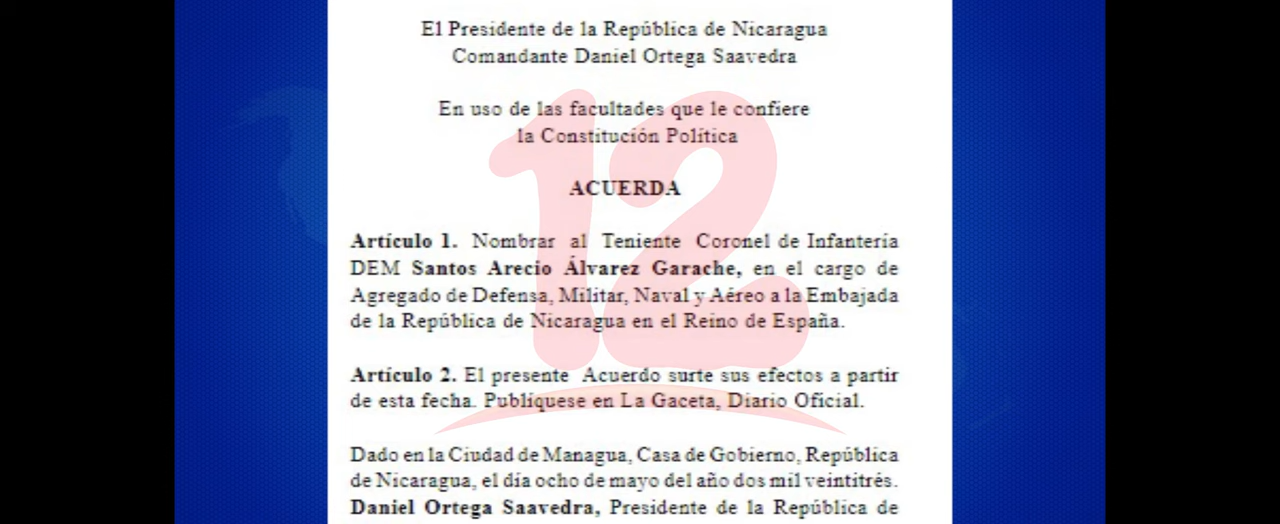 El Presidente de la República de Nicaragua
Comandante Daniel Ortega Saavedra
En uso de las facultades que le confiere
la Constitución Política
ACUERDA
Artículo 1. Nombrar al Teniente Coronel de Infantería
DEM Santos Arecio Álvarez Garache, en el cargo de
Agregado de Defensa, Militar, Naval y Aéreo a la Embajada
de la República de Nicaragua en el Reino de España.
Artículo 2. El presente Acuerdo surte sus efectos a partir
de esta fecha. Publíquese en La Gaceta, Diario Oficial.
Dado en la Ciudad de Managua, Casa de Gobierno, República
de Nicaragua, el día ocho de mayo del año dos mil veintitrés.
Daniel Ortega Saavedra, Presidente de la República de
12